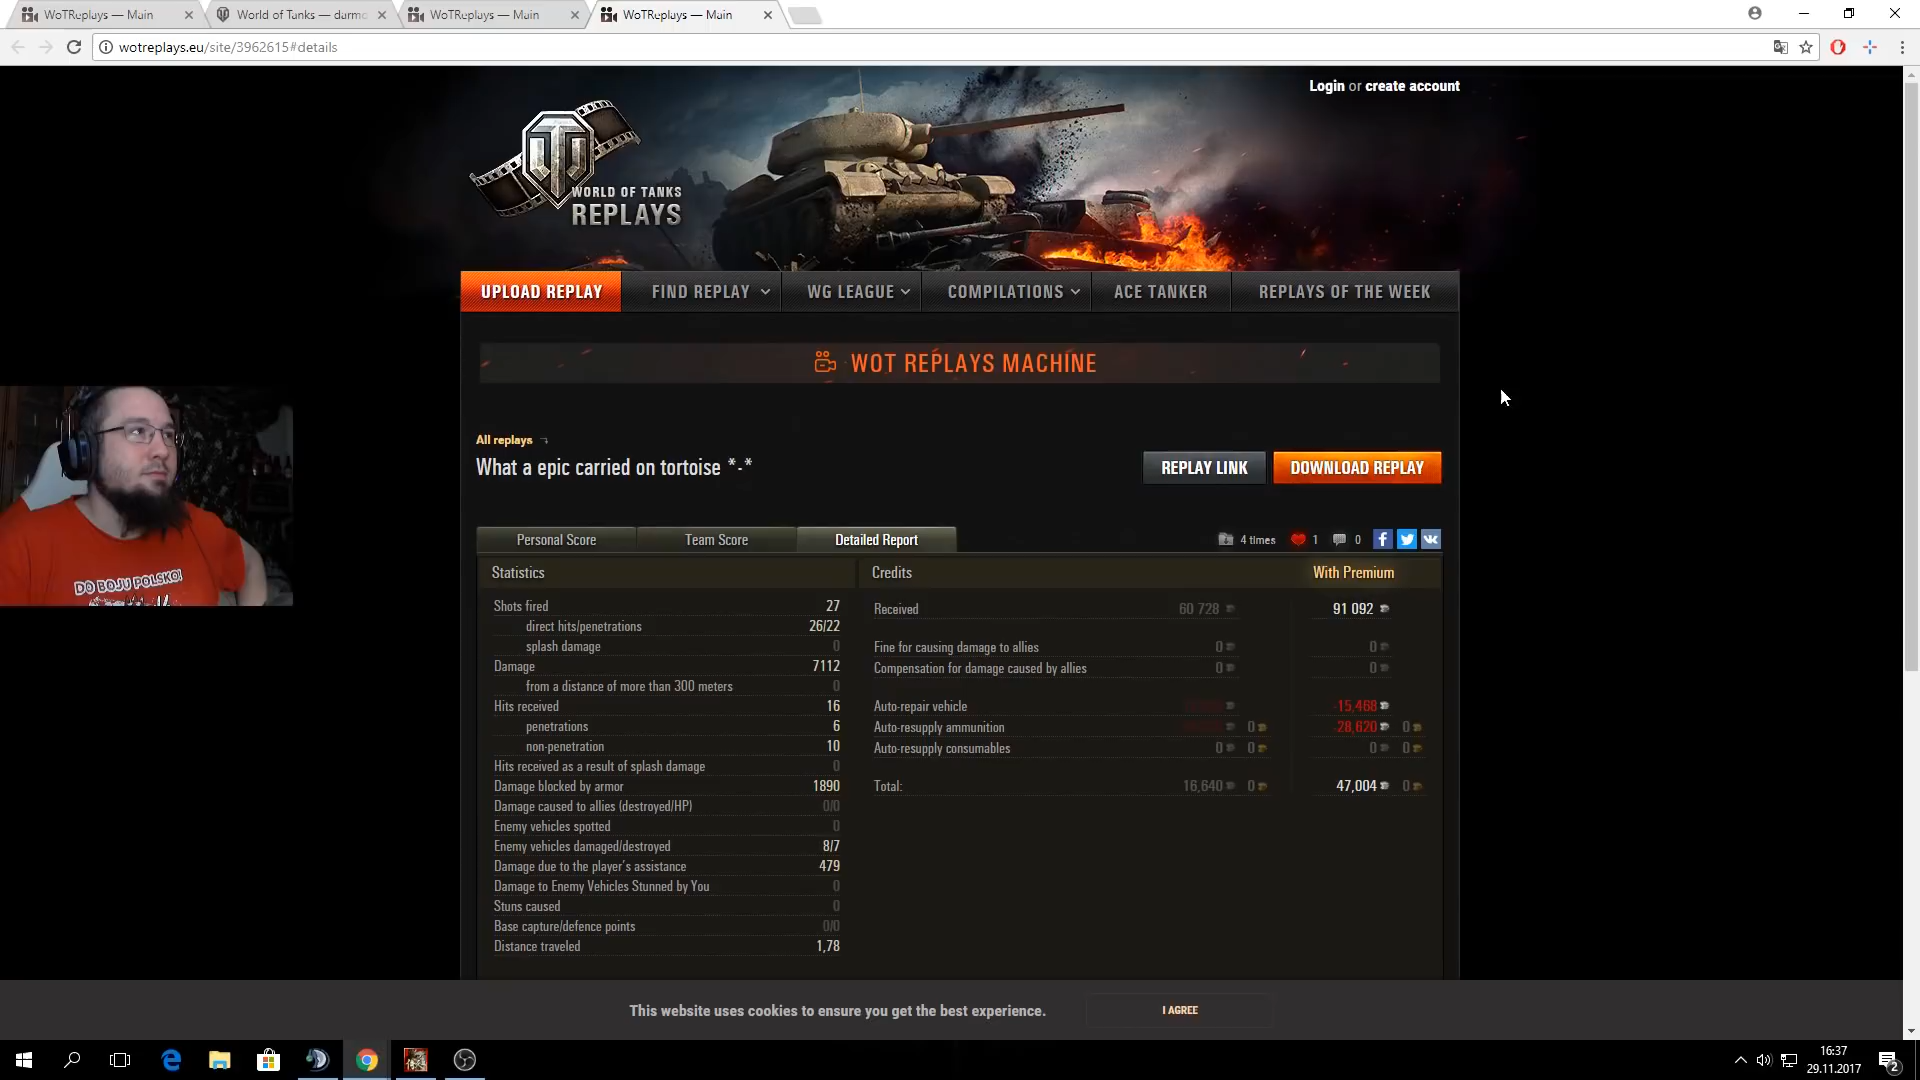 WoTReplays — Main
World of Tanks — darmo
WoTReplays — Main
WoTReplays — Main
wotreplays.eu/site/3962615#details
Login or create account
WORLD OF TANKS
REPLAYS
UPLOAD REPLAY
FIND REPLAY
WG LEAGUE
COMPILATIONS
ACE TANKER
REPLAYS OF THE WEEK
WOT REPLAYS MACHINE
All replays
What a epic carried on tortoise *-*
REPLAY LINK
DOWNLOAD REPLAY
Personal Score
Team Score
Detailed Report
4 times
1
0
Statistics
Credits
With Premium
Shots fired 27
direct hits/penetrations 26/22
splash damage 0
Damage 7112
from a distance of more than 300 meters 0
Hits received 16
penetrations 6
non-penetration 10
Hits received as a result of splash damage 0
Damage blocked by armor 1890
Damage caused to allies (destroyed/HP) 0/0
Enemy vehicles spotted 0
Enemy vehicles damaged/destroyed 8/7
Damage due to the player's assistance 479
Damage to Enemy Vehicles Stunned by You 0
Stuns caused 0
Base capture/defence points 0/0
Distance traveled 1,78
Received 60 728 91 092
Fine for causing damage to allies 0 0
Compensation for damage caused by allies 0 0
Auto-repair vehicle -15,468
Auto-resupply ammunition 0 -28,620 0
Auto-resupply consumables 0 0 0 0
Total: 16,640 0 47,004 0
DO BOJU POLSKO!
This website uses cookies to ensure you get the best experience.
I AGREE
16:37
29.11.2017
2